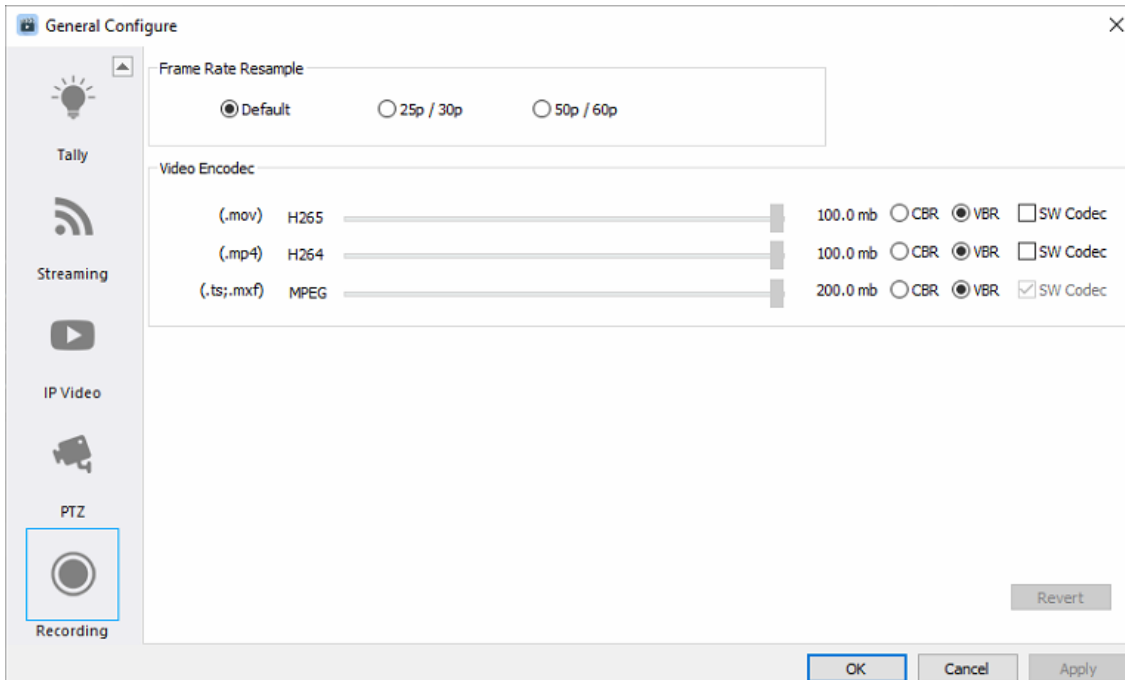 General Configure
Tally
Streaming
IP Video
PTZ
Recording
Frame Rate Resample
Default 25p / 30p 50p / 60p
Video Encodec
(.mov) H265 100.0 mb CBR VBR SW Codec
(.mp4) H264 100.0 mb CBR VBR SW Codec
(.ts;.mxf) MPEG 200.0 mb CBR VBR SW Codec
Revert
OK Cancel Apply